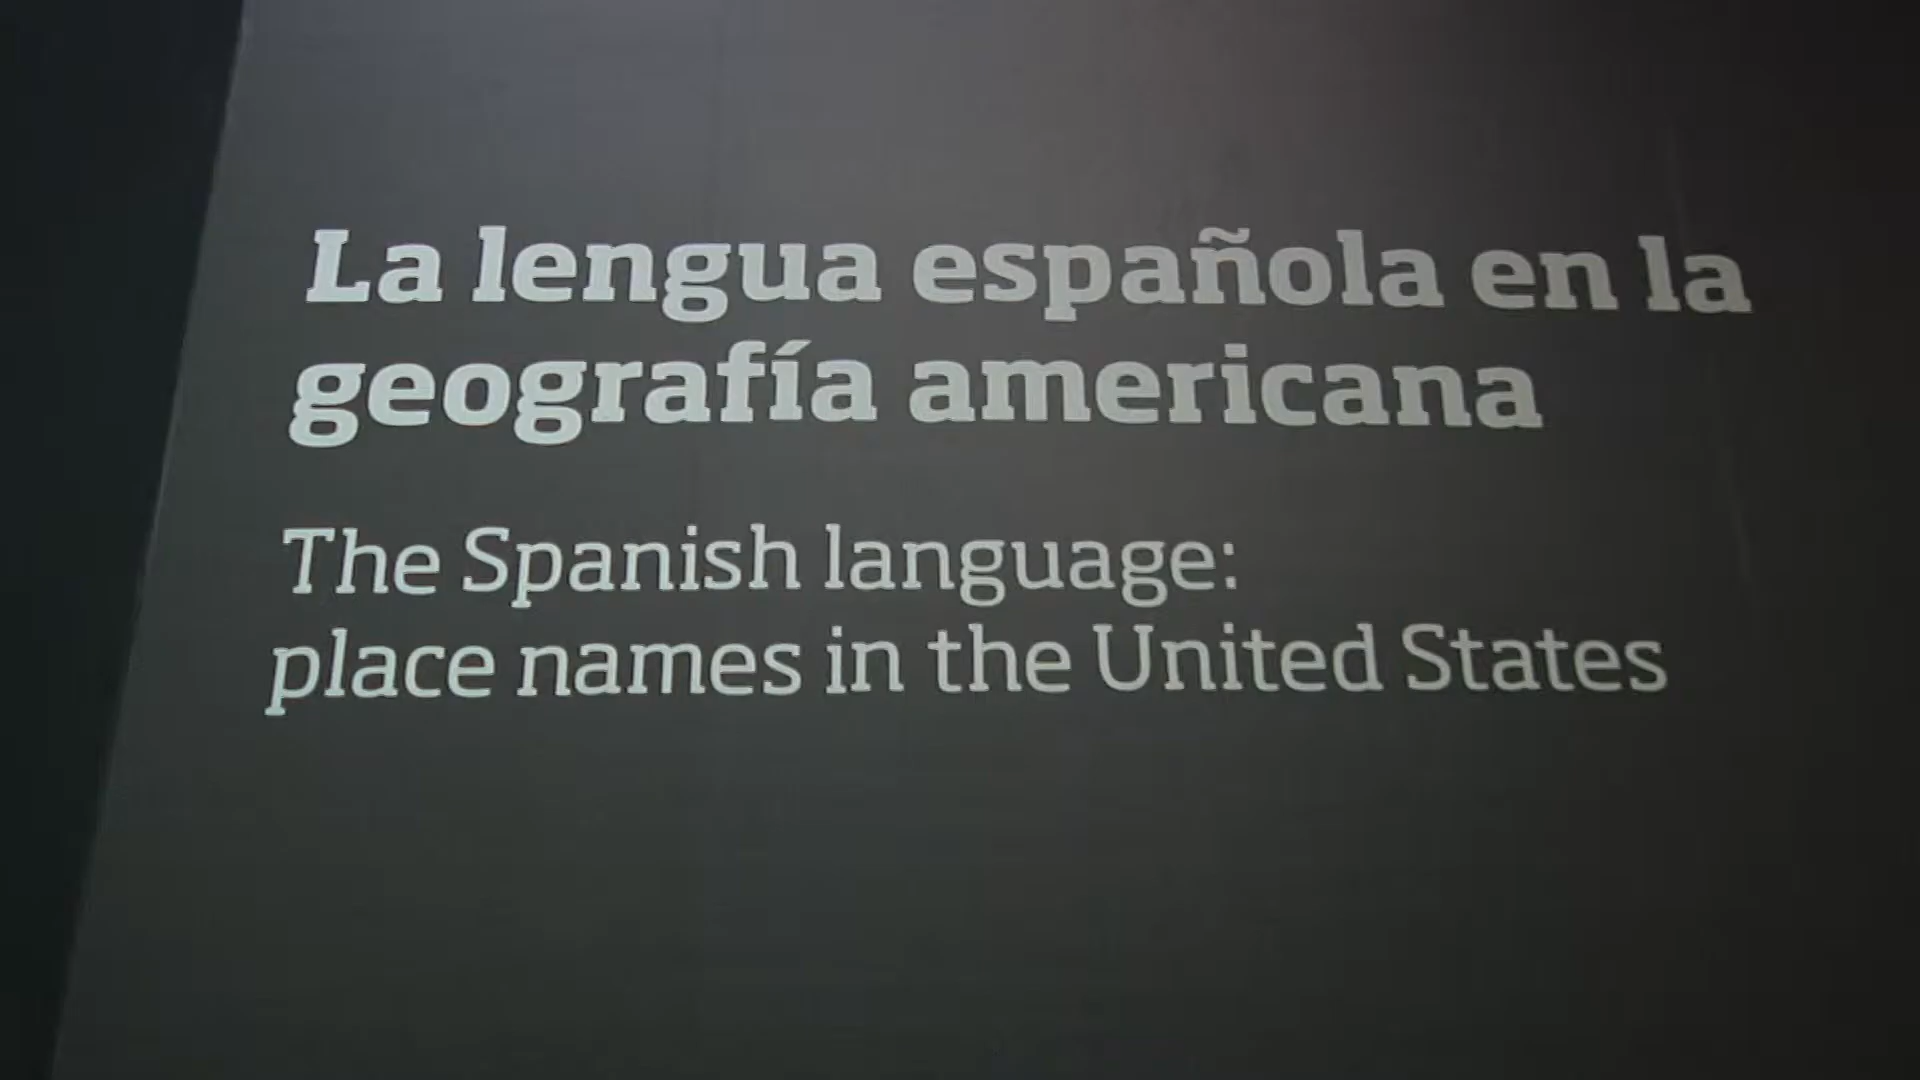 La lengua española en la
geografía americana
The Spanish language:
place names in the United States